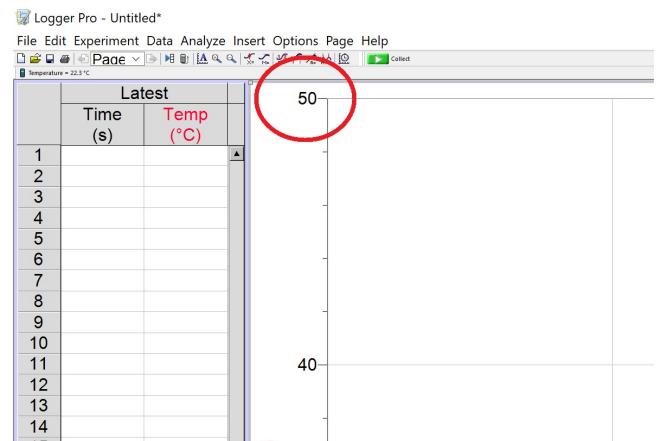 Logger Pro - Untitled*
File Edit Experiment Data Analyze Insert Options Page Help
Page
Collect
Temperature = 22.3 °C
Latest
Time Temp
(s) (°C)
50
1
2
3
4
5
6
7
8
9
10
11
40
12
13
14